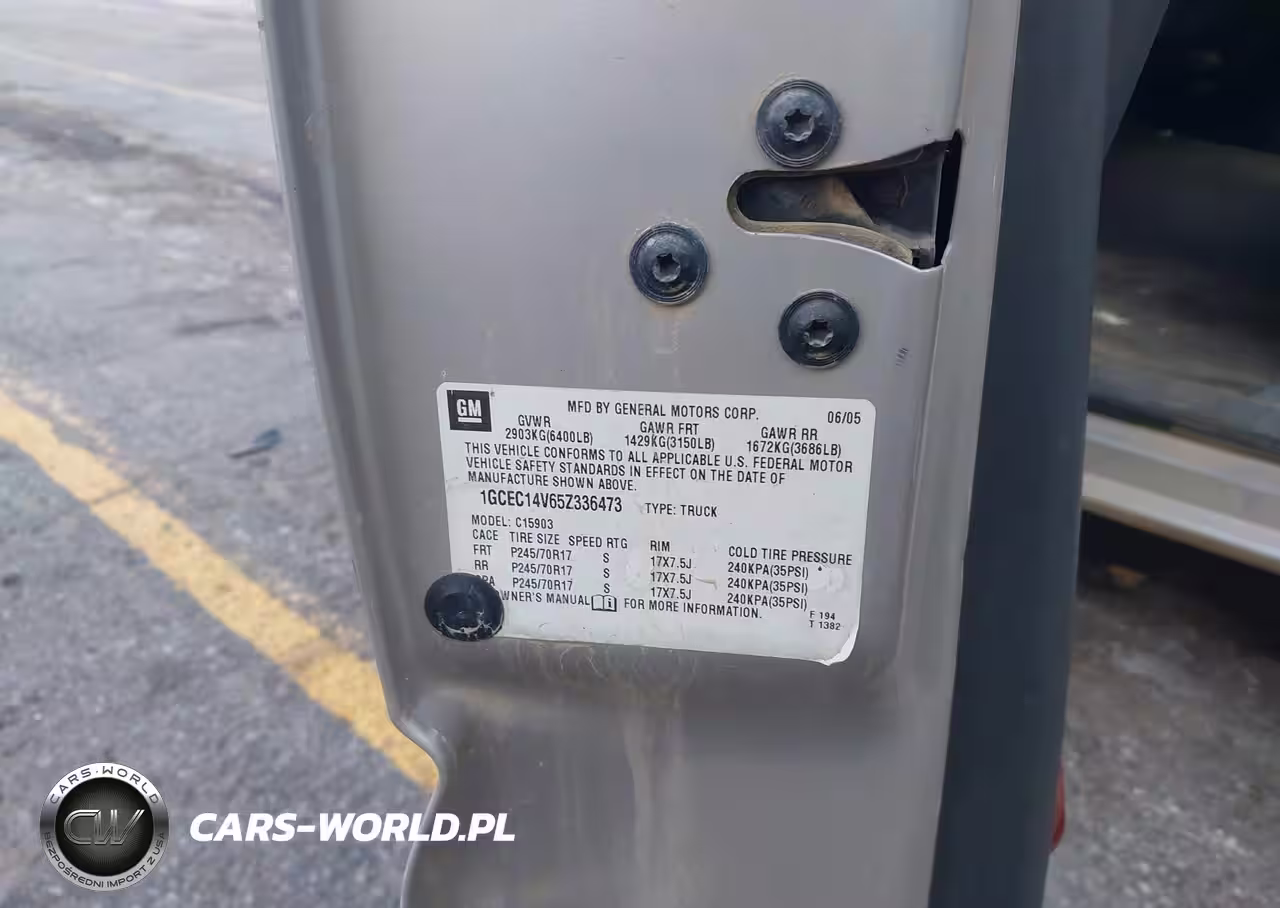 GM
MFD BY GENERAL MOTORS CORP. 06/05
GVWR GAWR FRT GAWR RR
2903KG(6400LB) 1429KG(3150LB) 1672KG(3686LB)
THIS VEHICLE CONFORMS TO ALL APPLICABLE U.S. FEDERAL MOTOR
VEHICLE SAFETY STANDARDS IN EFFECT ON THE DATE OF
MANUFACTURE SHOWN ABOVE.
1GCEC14V65Z336473 TYPE: TRUCK
MODEL: C15903
CACE TIRE SIZE SPEED RTG RIM COLD TIRE PRESSURE
FRT P245/70R17 S 17X7.5J 240KPA(35PSI)
RR P245/70R17 S 17X7.5J 240KPA(35PSI)
P245/70R17 S 17X7.5J 240KPA(35PSI)
OWNER'S MANUAL FOR MORE INFORMATION.
F 194
T 1382
CARS-WORLD
CW
BEZPOŚREDNI IMPORT Z USA
CARS-WORLD.PL